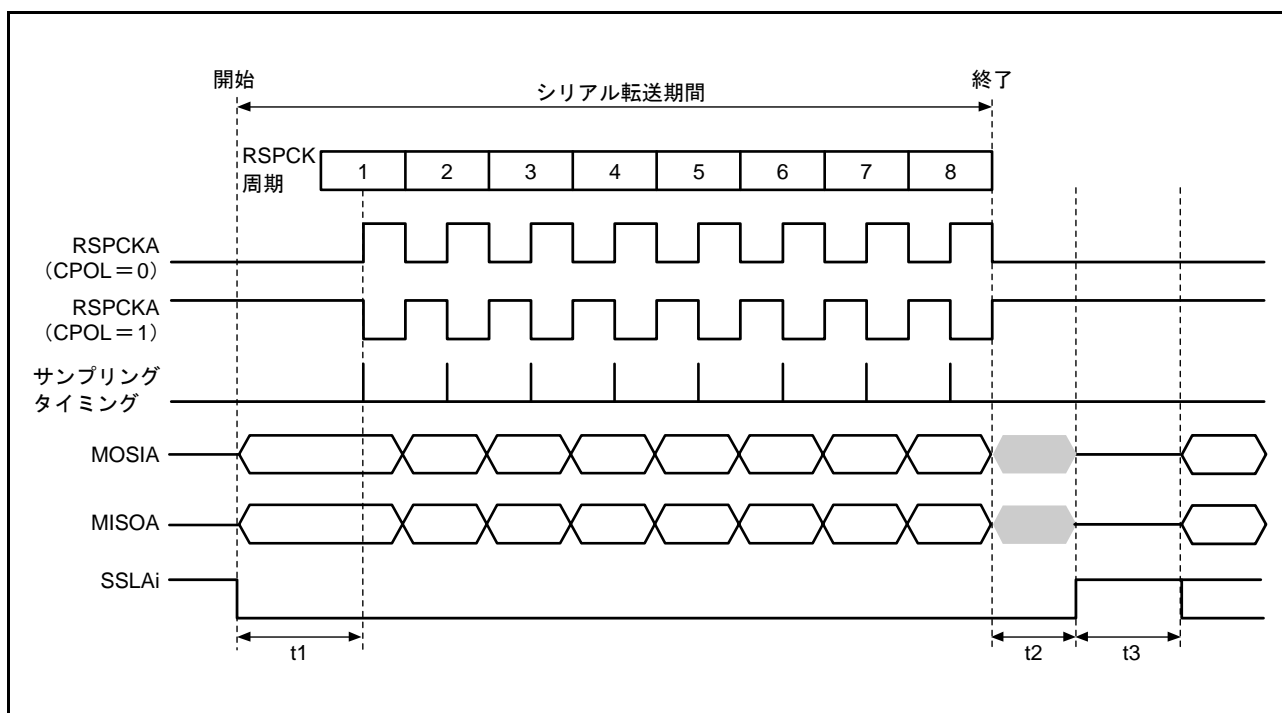 開始
終了
シリアル転送期間
RSPCK
周期
1 2 3 4 5 6 7 8
RSPCKA
(CPOL=0)
RSPCKA
(CPOL=1)
サンプリング
タイミング
MOSIA
MISOA
SSLAi
t1
t2
t3